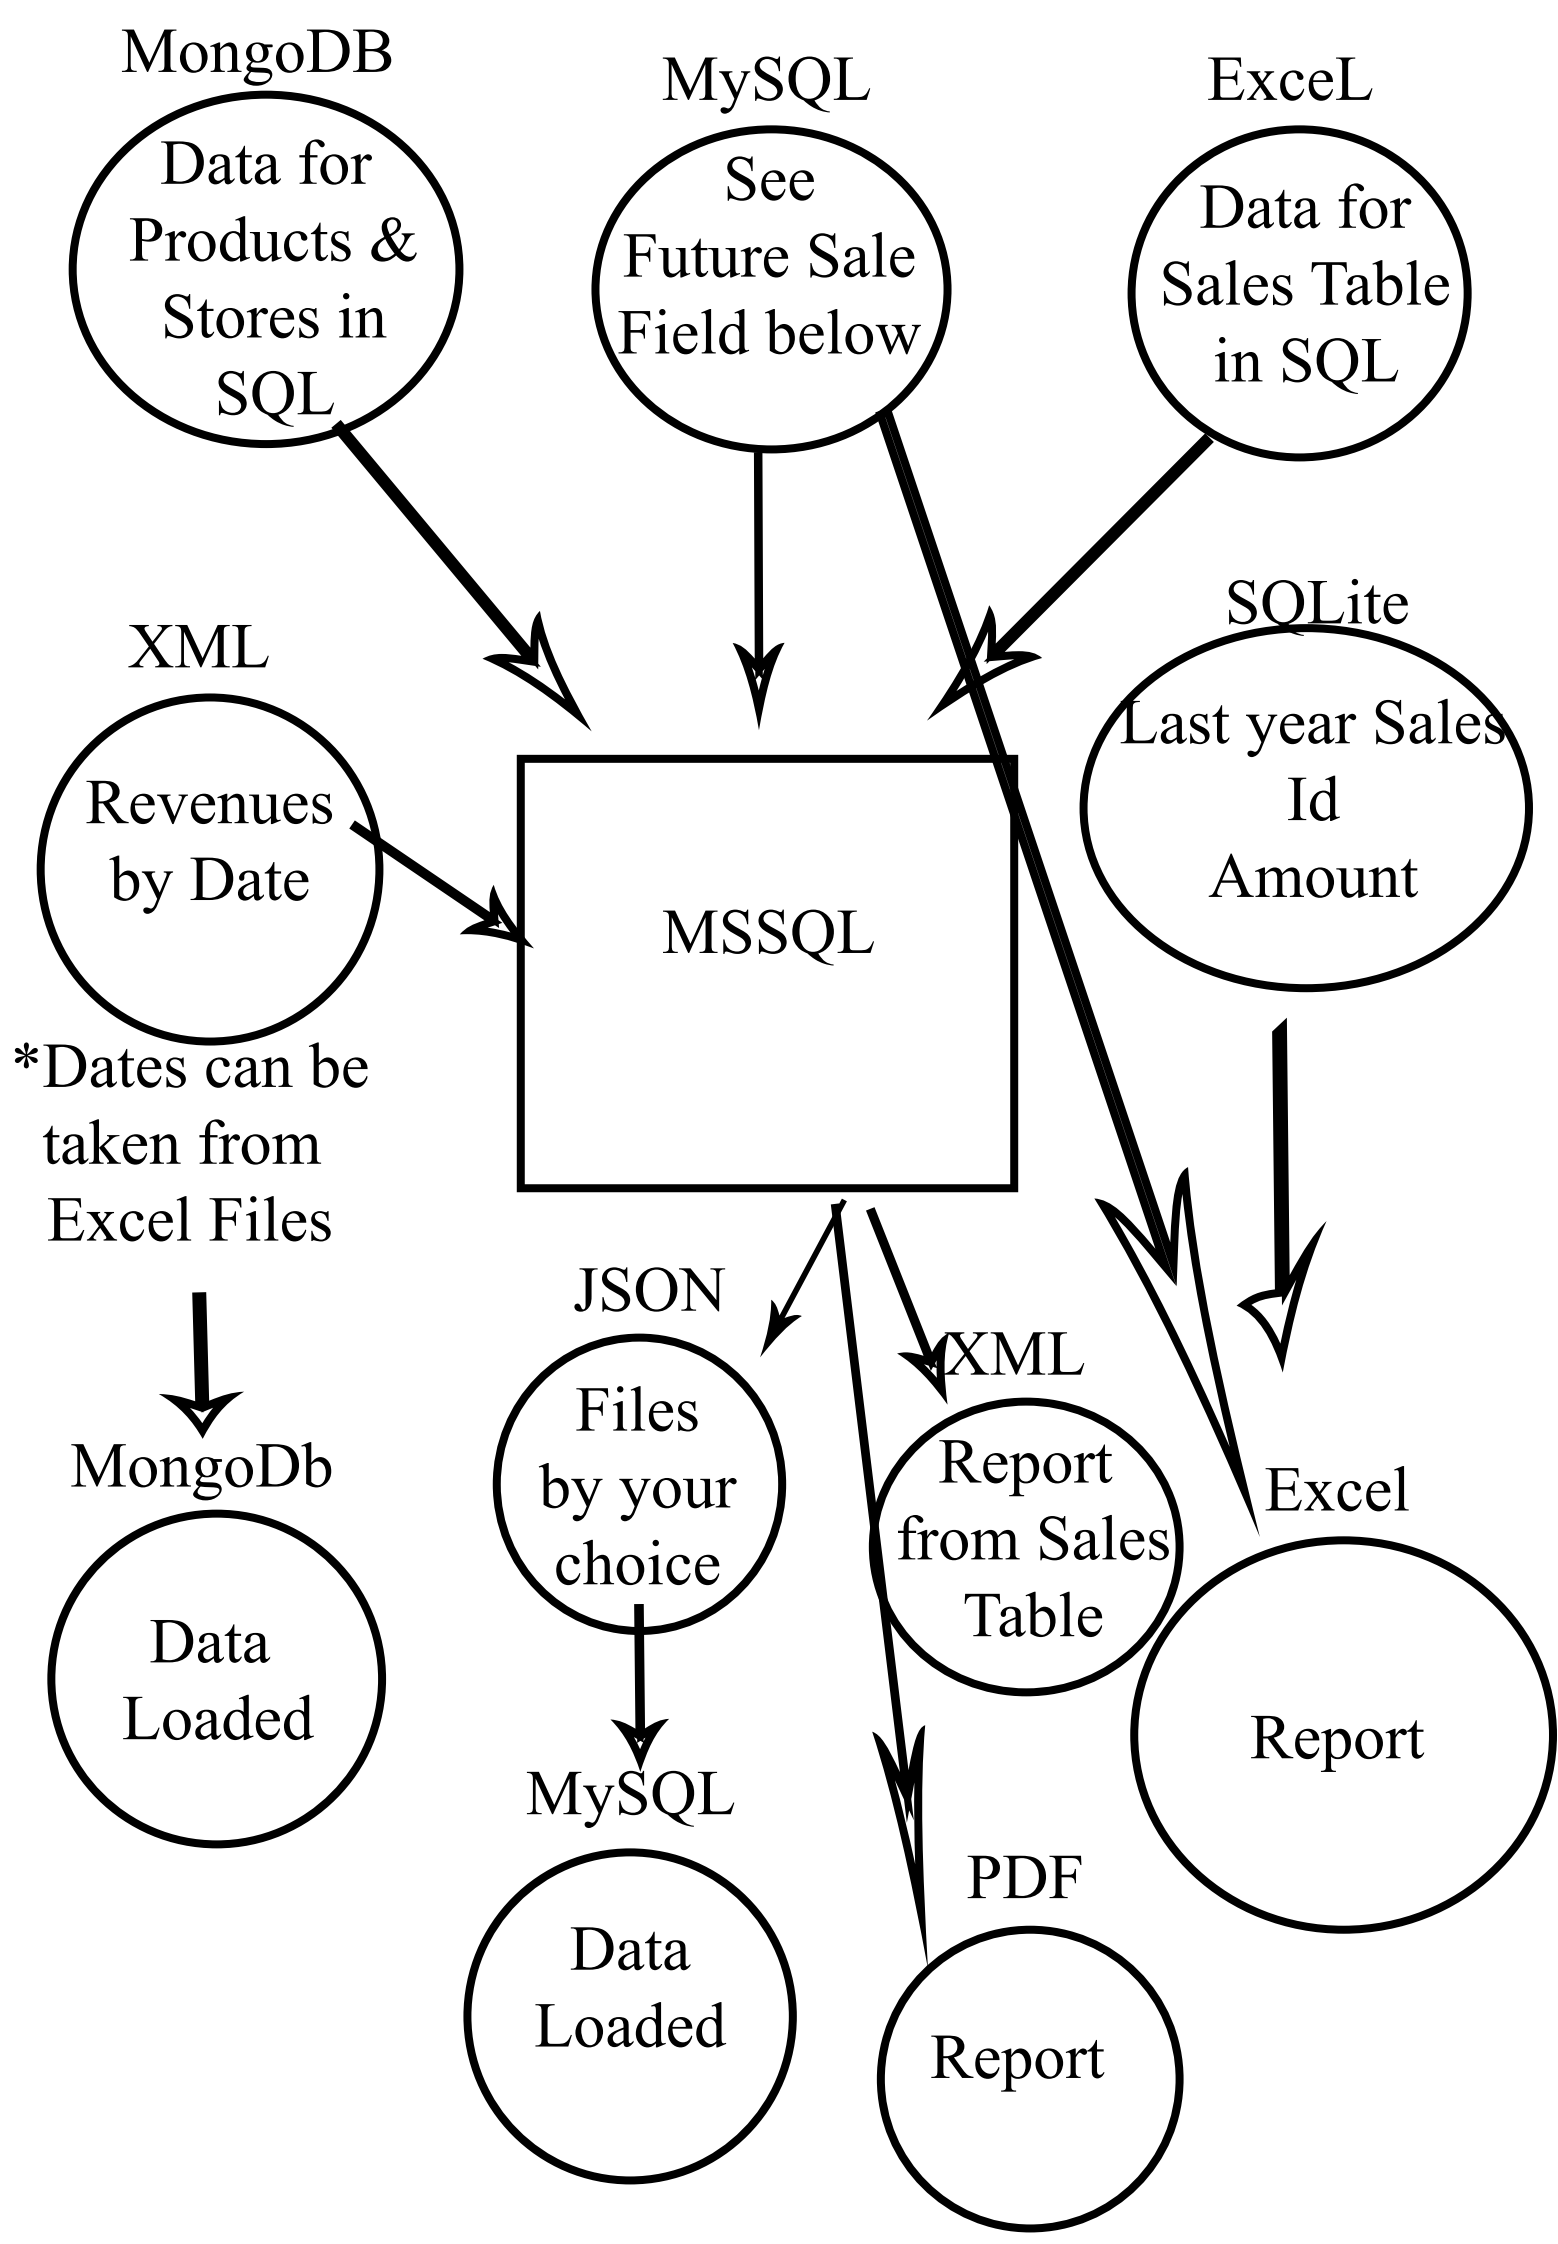 MongoDB
Data for
Products &
Stores in
SQL
MySQL
See
Future Sale
Field below
ExceL
Data for
Sales Table
in SQL
XML
Revenues
by Date
*Dates can be
taken from
Excel Files
MSSQL
SQLite
Last year Sales
Id
Amount
MongoDb
Data
Loaded
JSON
Files
by your
choice
XML
Report
from Sales
Table
Excel
Report
MySQL
Data
Loaded
PDF
Report